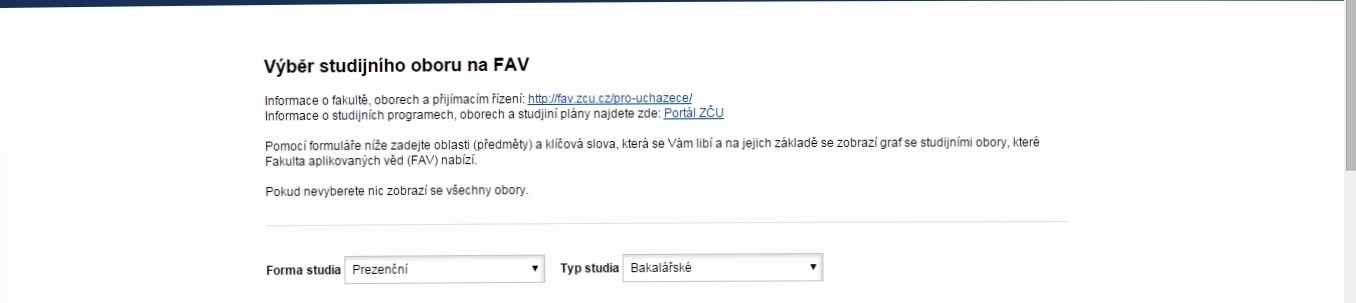 Výběr studijního oboru na FAV
Informace o fakultě, oborech a přijímacím řízení: http://fav.zcu.cz/pro-uchazece/
Informace o studijních programech, oborech a studjiní plány najdete zde: Portál ZČU
Pomocí formuláře níže zadejte oblasti (předměty) a klíčová slova, která se Vám libí a na jejich základě se zobrazí graf se studijními obory, které
Fakulta aplikovaných věd (FAV) nabízí.
Pokud nevyberete nic zobrazí se všechny obory.
Forma studia Prezenční Typ studia Bakalářské